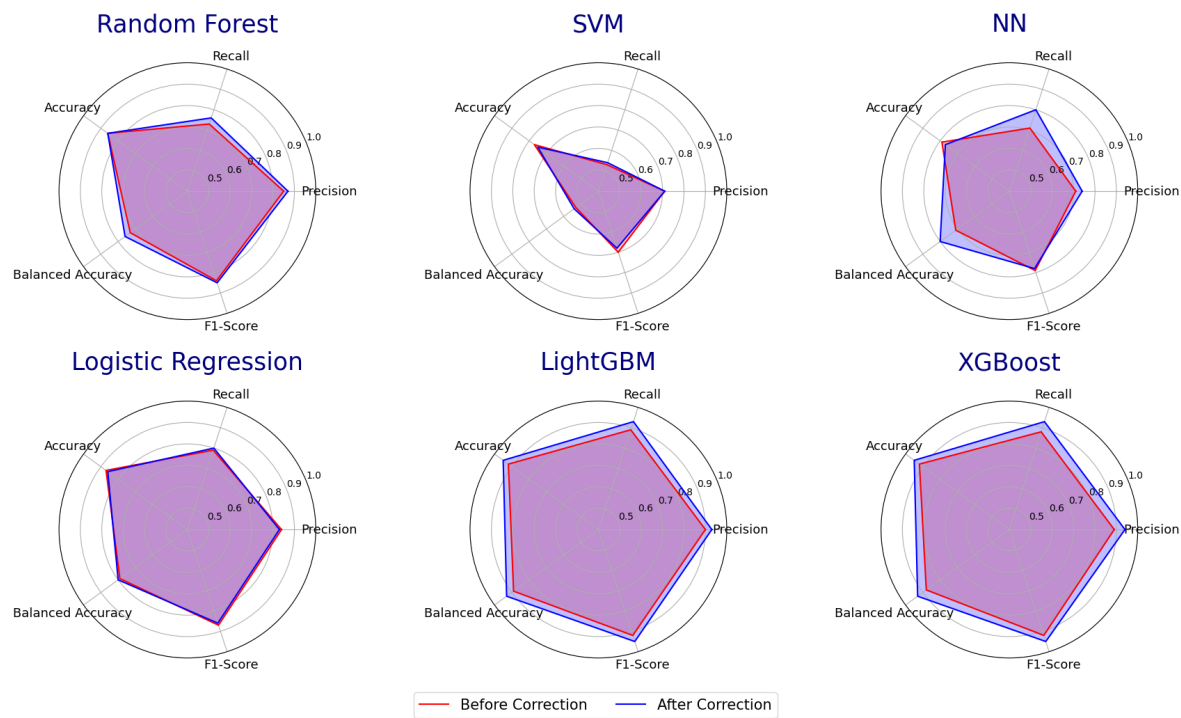 Random Forest
Recall
Accuracy
1.0
0.9
0.8
0.7
0.6
0.5
Precision
Balanced Accuracy
F1-Score
SVM
Recall
Accuracy
1.0
0.9
0.8
0.7
0.6
0.5
Precision
Balanced Accuracy
F1-Score
NN
Recall
Accuracy
1.0
0.9
0.8
0.7
0.6
0.5
Precision
Balanced Accuracy
F1-Score
Logistic Regression
Recall
Accuracy
1.0
0.9
0.8
0.7
0.6
0.5
Precision
Balanced Accuracy
F1-Score
LightGBM
Recall
Accuracy
1.0
0.9
0.8
0.7
0.6
0.5
Precision
Balanced Accuracy
F1-Score
XGBoost
Recall
Accuracy
1.0
0.9
0.8
0.7
0.6
0.5
Precision
Balanced Accuracy
F1-Score
Before Correction After Correction